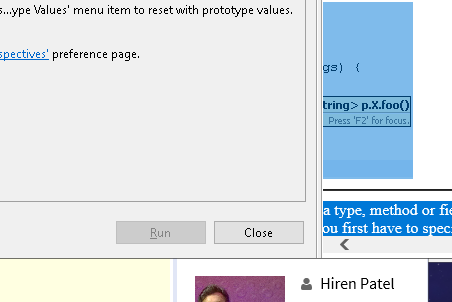 s...ype Values' menu item to reset with prototype values.
spectives' preference page.
gs) {
tring> p.X.foo()
Press 'F2' for focus.
Run
Close
a type, method or fie
ou first have to speci
Hiren Patel